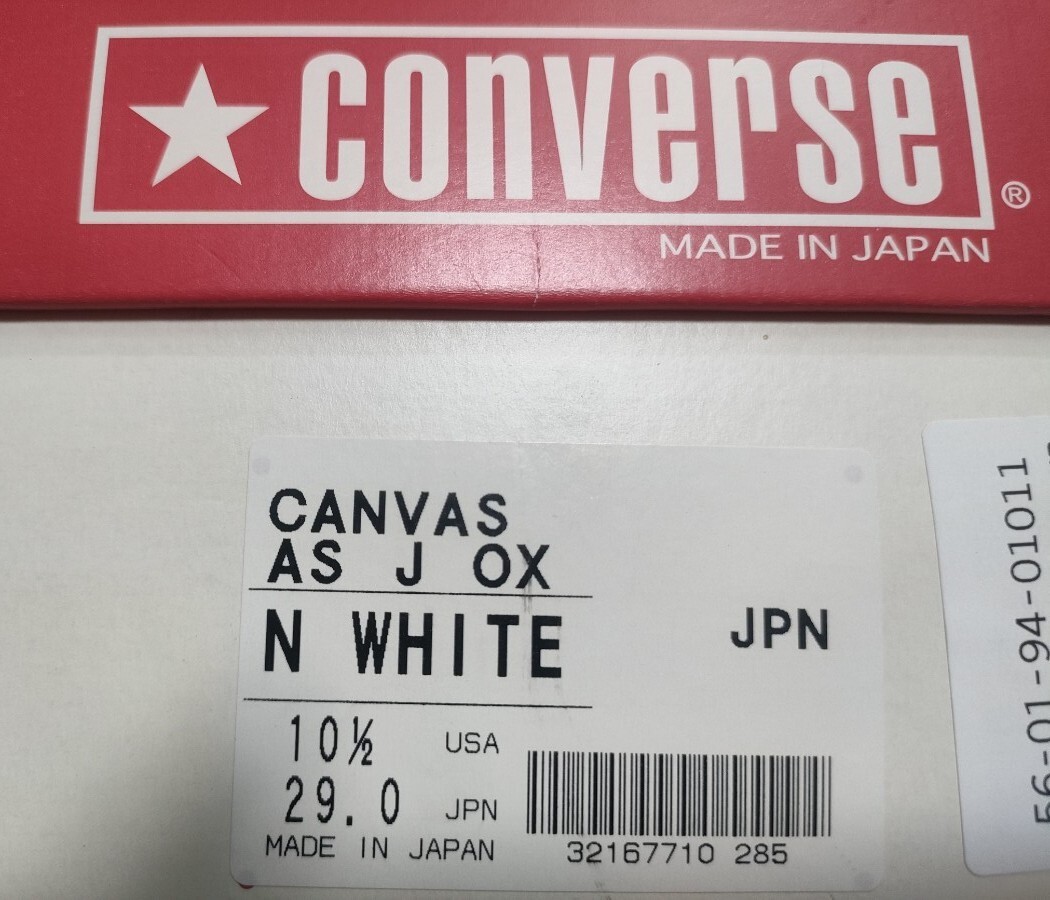 ★ converse ®
MADE IN JAPAN
CANVAS
AS J OX
N WHITE JPN
10½ USA
29.0 JPN
MADE IN JAPAN
32167710 285
56-01-94-01011